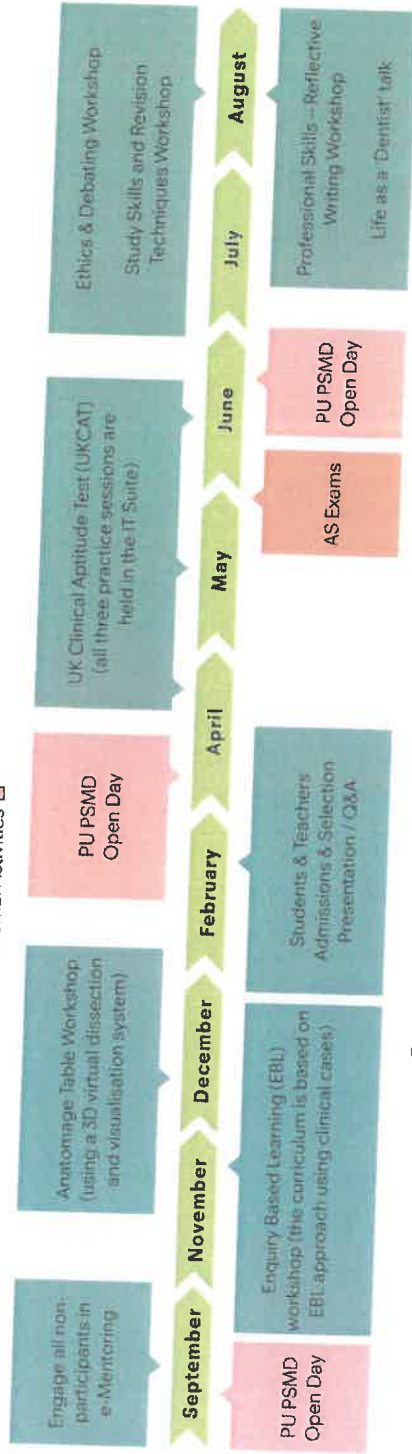 Activities
Engage all non-
participants in
e Mentoring
Anatomage Table Workshop
(using a 3D virtual dissection
and visualisation system)
PU PSMD
Open Day
UK Clinical Aptitude Test (UKCAT)
(all three practice sessions are
held in the IT Suite)
Ethics & Debating Workshop
Study Skills and Revision
Techniques Workshop
September
November
December
February
April
May
June
July
August
PU PSMD
Open Day
Enquiry Based Learning (EBL)
workshop (the curriculum is based on
EBL approach using clinical cases)
Students & Teachers
Admissions & Selection
Presentation / Q&A
AS Exams
PU PSMD
Open Day
Professional Skills – Reflective
Writing Workshop
Life as a 'Dentist' talk